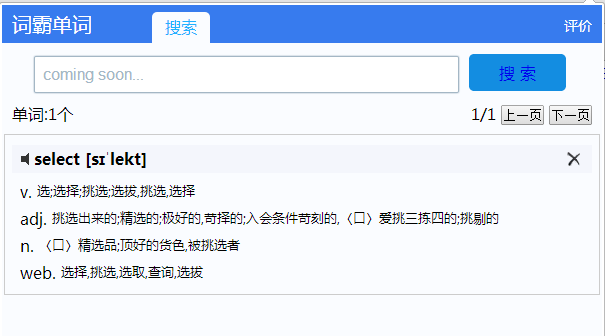 词霸单词 搜索 评价
coming soon... 搜 索
单词:1个 1/1 上一页 下一页
select [sɪˈlekt]
v. 选;选择;挑选;选拔,挑选,选择
adj. 挑选出来的;精选的;极好的,苛择的;入会条件苛刻的,〈口〉爱挑三拣四的;挑剔的
n. 〈口〉精选品;顶好的货色,被挑选者
web. 选择,挑选,选取,查询,选拔